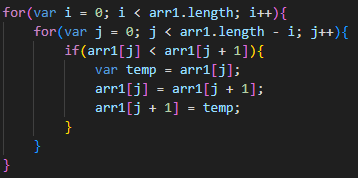 for(var i = 0; i < arr1.length; i++){
    for(var j = 0; j < arr1.length - i; j++){
        if(arr1[j] < arr1[j + 1]){
            var temp = arr1[j];
            arr1[j] = arr1[j + 1];
            arr1[j + 1] = temp;
        }
    }
}